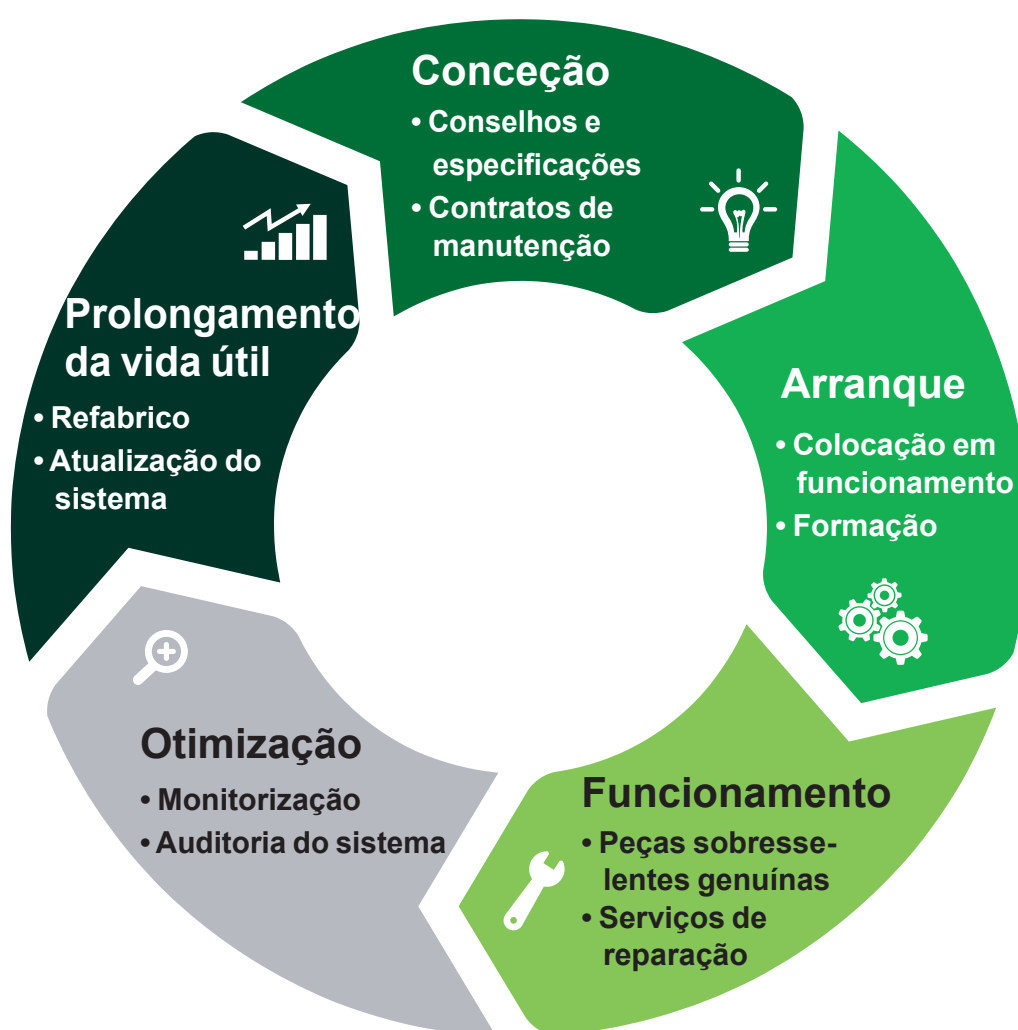 Conceção
• Conselhos e
especificações
• Contratos de
manutenção
Arranque
• Colocação em
funcionamento
• Formação
Funcionamento
• Peças sobresse-
lentes genuínas
• Serviços de
reparação
Otimização
• Monitorização
• Auditoria do sistema
Prolongamento
da vida útil
• Refabrico
• Atualização do
sistema